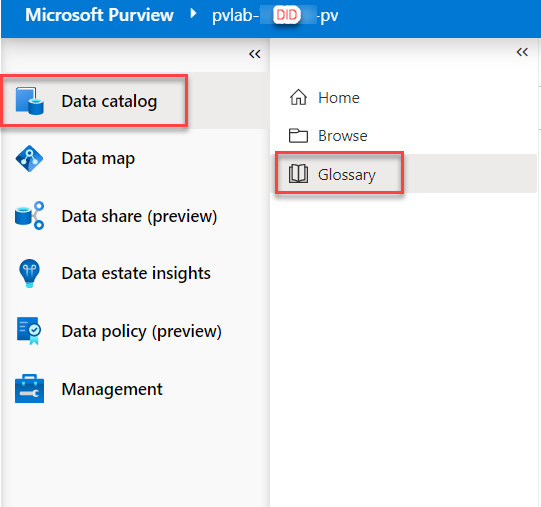 Microsoft Purview pvlab- DID -pv
Data catalog
Data map
Data share (preview)
Data estate insights
Data policy (preview)
Management
Home
Browse
Glossary